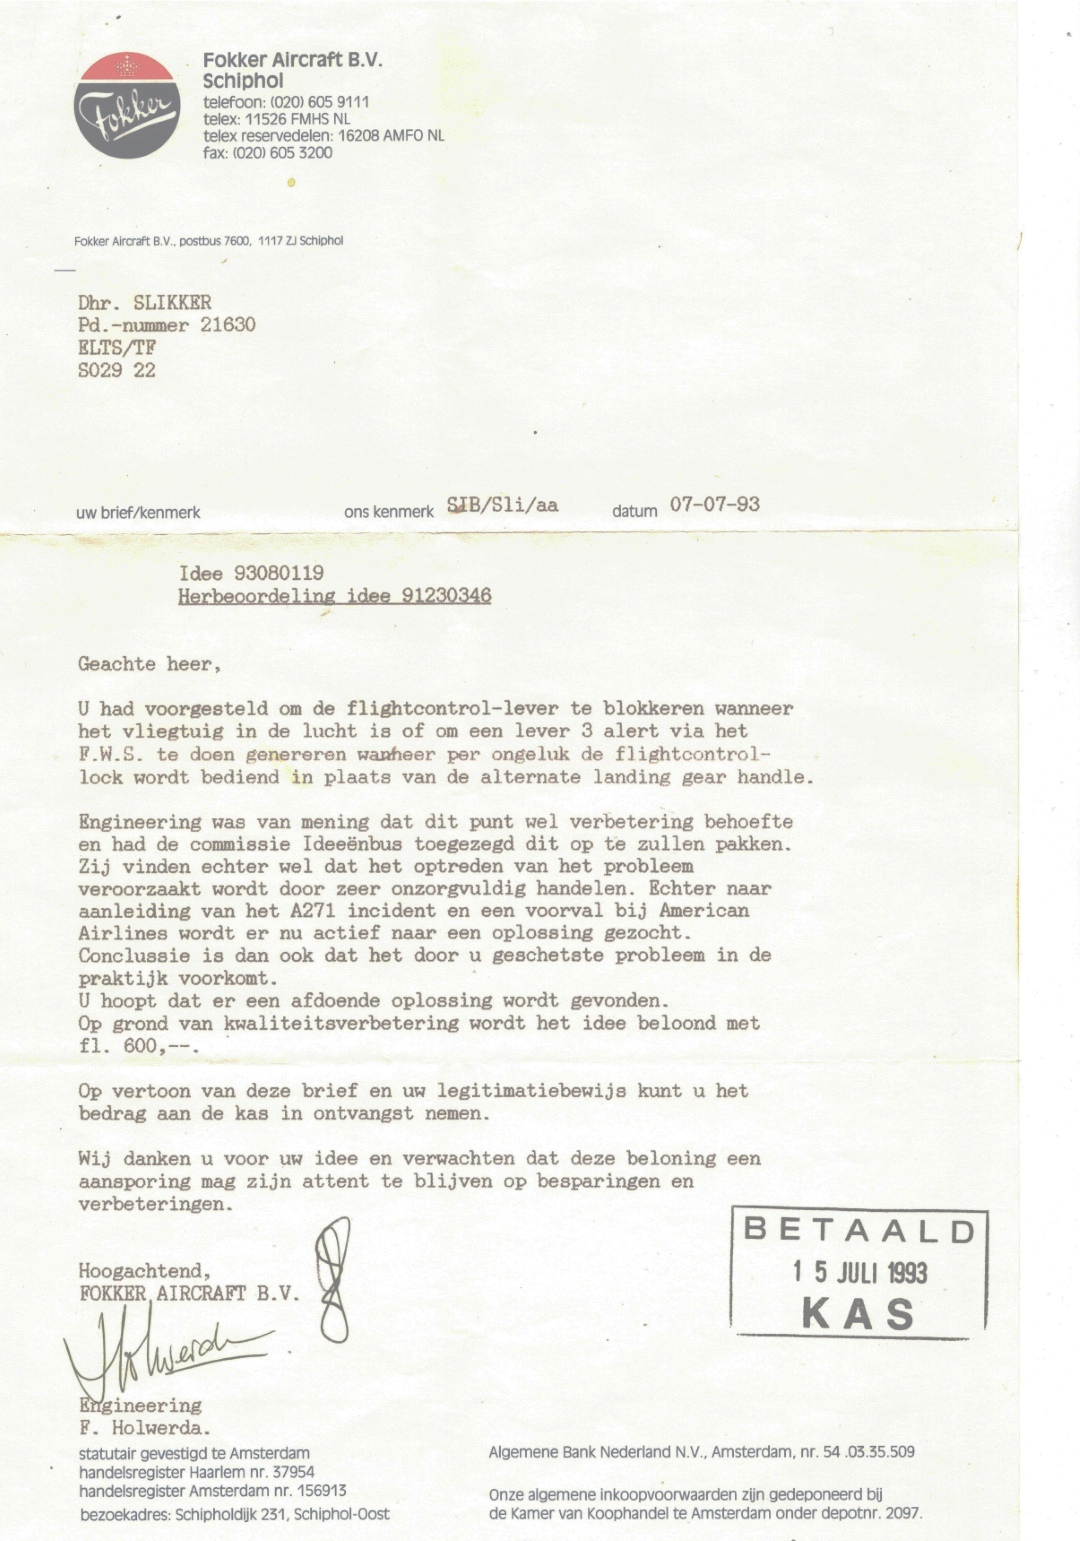 Fokker
Fokker Aircraft B.V.
Schiphol
telefoon: (020) 605 9111
telex: 11526 FMHS NL
telex reservedelen: 16208 AMFO NL
fax: (020) 605 3200
Fokker Aircraft B.V., postbus 7600, 1117 ZJ Schiphol
Dhr. SLIKKER
Pd.-nummer 21630
ELTS/TF
S029 22
uw brief/kenmerk ons kenmerk SIB/Sli/aa datum 07-07-93
Idee 93080119
Herbeoordeling idee 91230346
Geachte heer,
U had voorgesteld om de flightcontrol-lever te blokkeren wanneer
het vliegtuig in de lucht is of om een lever 3 alert via het
F.W.S. te doen genereren wanneer per ongeluk de flightcontrol-
lock wordt bediend in plaats van de alternate landing gear handle.
Engineering was van mening dat dit punt wel verbetering behoefte
en had de commissie Ideeënbus toegezegd dit op te zullen pakken.
Zij vinden echter wel dat het optreden van het probleem
veroorzaakt wordt door zeer onzorgvuldig handelen. Echter naar
aanleiding van het A271 incident en een voorval bij American
Airlines wordt er nu actief naar een oplossing gezocht.
Conclussie is dan ook dat het door u geschetste probleem in de
praktijk voorkomt.
U hoopt dat er een afdoende oplossing wordt gevonden.
Op grond van kwaliteitsverbetering wordt het idee beloond met
fl. 600,--.
Op vertoon van deze brief en uw legitimatiebewijs kunt u het
bedrag aan de kas in ontvangst nemen.
Wij danken u voor uw idee en verwachten dat deze beloning een
aansporing mag zijn attent te blijven op besparingen en
verbeteringen.
BETAALD
15 JULI 1993
KAS
Hoogachtend,
FOKKER AIRCRAFT B.V.
Holwerda
Engineering
F. Holwerda.
statutair gevestigd te Amsterdam
handelsregister Haarlem nr. 37954
handelsregister Amsterdam nr. 156913
bezoekadres: Schipholdijk 231, Schiphol-Oost
Algemene Bank Nederland N.V., Amsterdam, nr. 54 .03.35.509
Onze algemene inkoopvoorwaarden zijn gedeponeerd bij
de Kamer van Koophandel te Amsterdam onder depotnr. 2097.